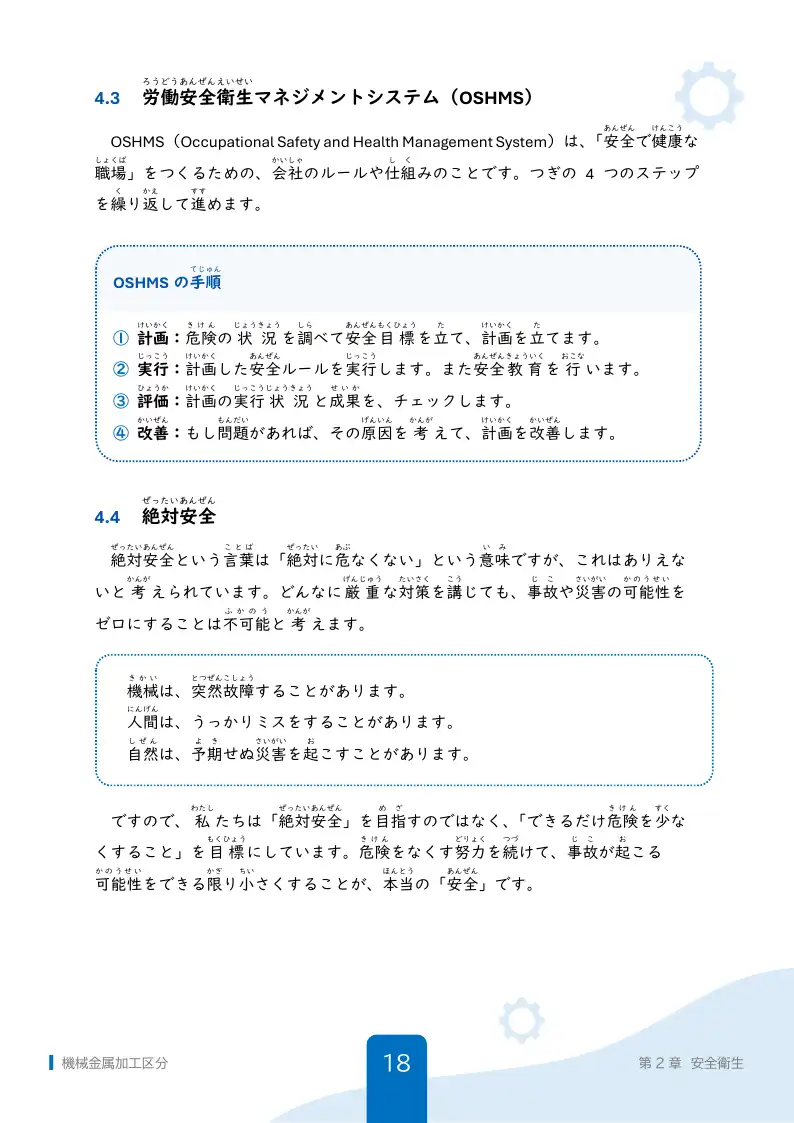 4.3 労働安全衛生マネジメントシステム（OSHMS）
OSHMS（Occupational Safety and Health Management System）は、「安全で健康な
職場」をつくるための、会社のルールや仕組みのことです。つぎの 4 つのステップ
を繰り返して進めます。
OSHMS の手順
① 計画：危険の状況を調べて安全目標を立て、計画を立てます。
② 実行：計画した安全ルールを実行します。また安全教育を行います。
③ 評価：計画の実行状況と成果を、チェックします。
④ 改善：もし問題があれば、その原因を考えて、計画を改善します。
4.4 絶対安全
絶対安全という言葉は「絶対に危なくない」という意味ですが、これはありえな
いと考えられています。どんなに厳重な対策を講じても、事故や災害の可能性を
ゼロにすることは不可能と考えます。
機械は、突然故障することがあります。
人間は、うっかりミスをすることがあります。
自然は、予期せぬ災害を起こすことがあります。
ですので、私たちは「絶対安全」を目指すのではなく、「できるだけ危険を少な
くすること」を目標にしています。危険をなくす努力を続けて、事故が起こる
可能性をできる限り小さくすることが、本当の「安全」です。
機械金属加工区分
18
第 2 章 安全衛生